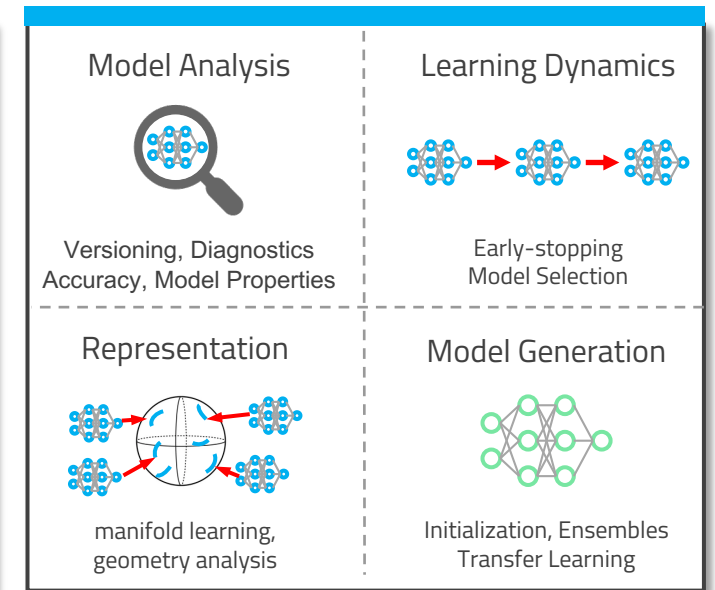 Model Analysis
Versioning, Diagnostics
Accuracy, Model Properties
Learning Dynamics
Early-stopping
Model Selection
Representation
manifold learning,
geometry analysis
Model Generation
Initialization, Ensembles
Transfer Learning